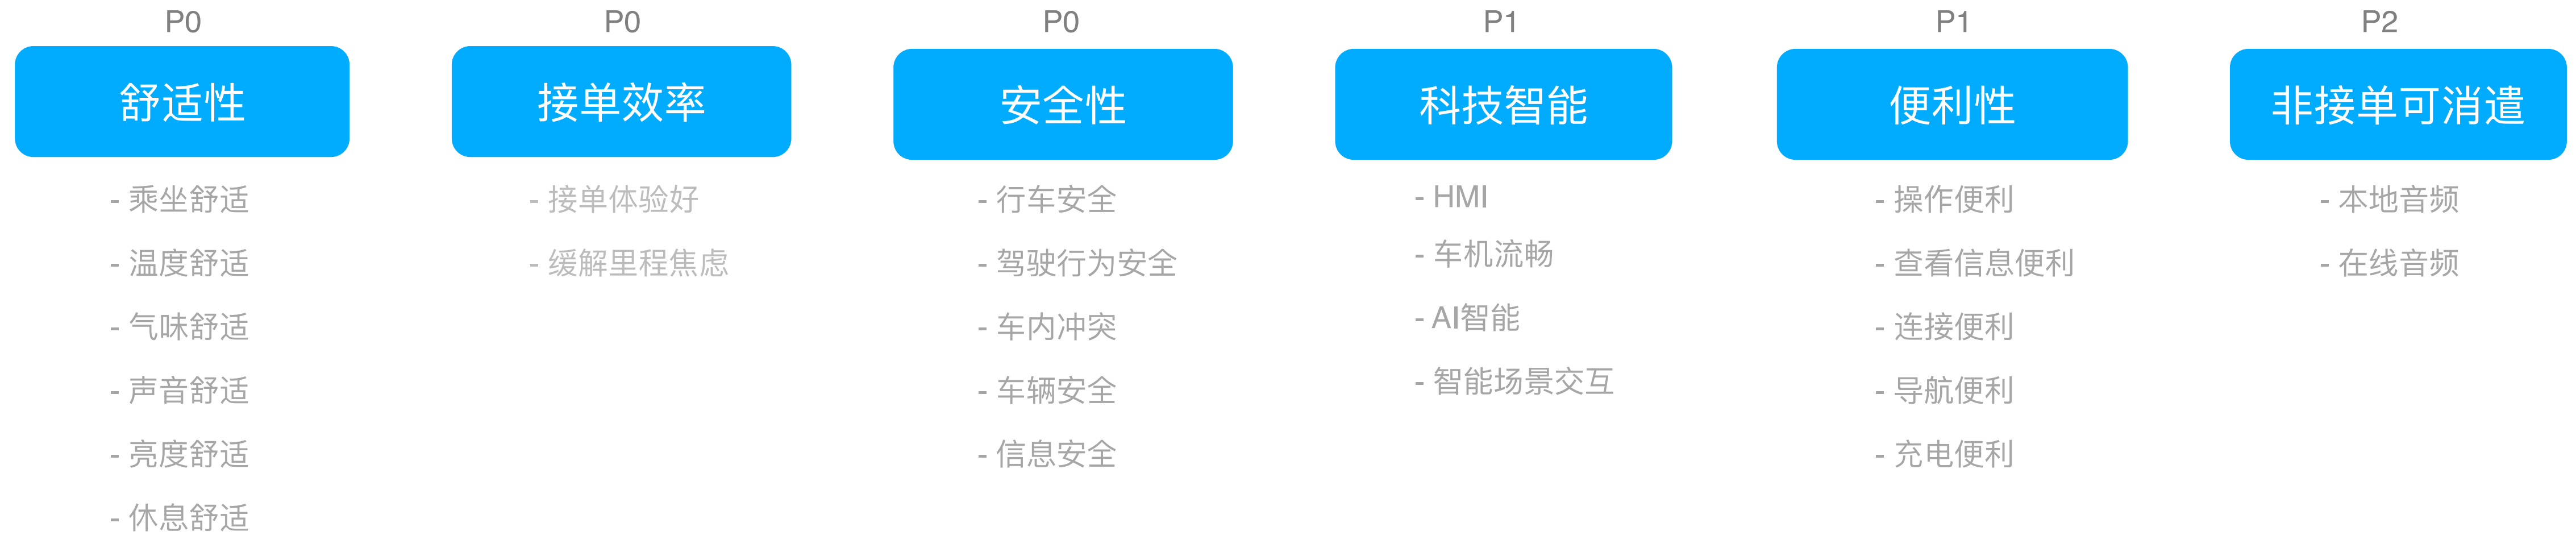 P0
舒适性
- 乘坐舒适
- 温度舒适
- 气味舒适
- 声音舒适
- 亮度舒适
- 休息舒适
P0
接单效率
- 接单体验好
- 缓解里程焦虑
P0
安全性
- 行车安全
- 驾驶行为安全
- 车内冲突
- 车辆安全
- 信息安全
P1
科技智能
- HMI
- 车机流畅
- AI智能
- 智能场景交互
P1
便利性
- 操作便利
- 查看信息便利
- 连接便利
- 导航便利
- 充电便利
P2
非接单可消遣
- 本地音频
- 在线音频